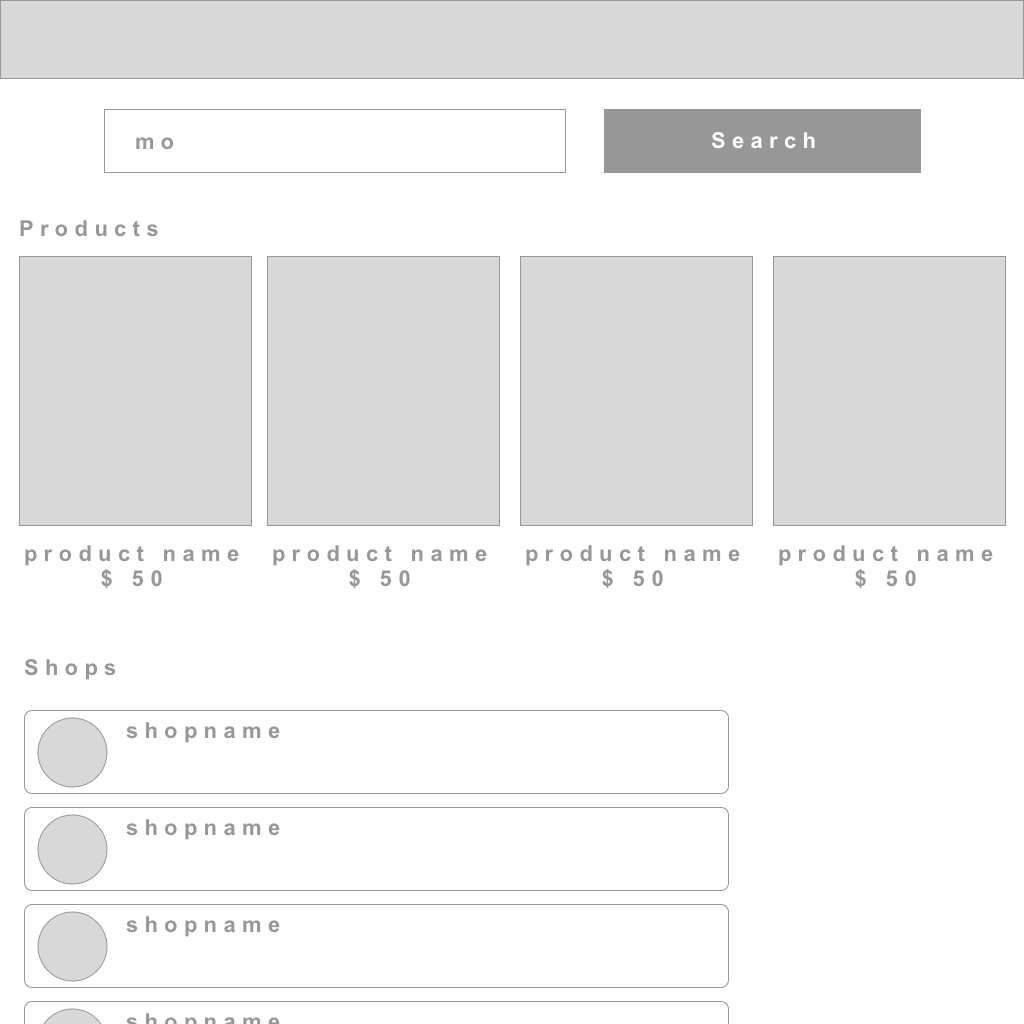 mo
Search
Products
product name product name product name product name
$ 50 $ 50 $ 50 $ 50
Shops
shopname
shopname
shopname
shopname